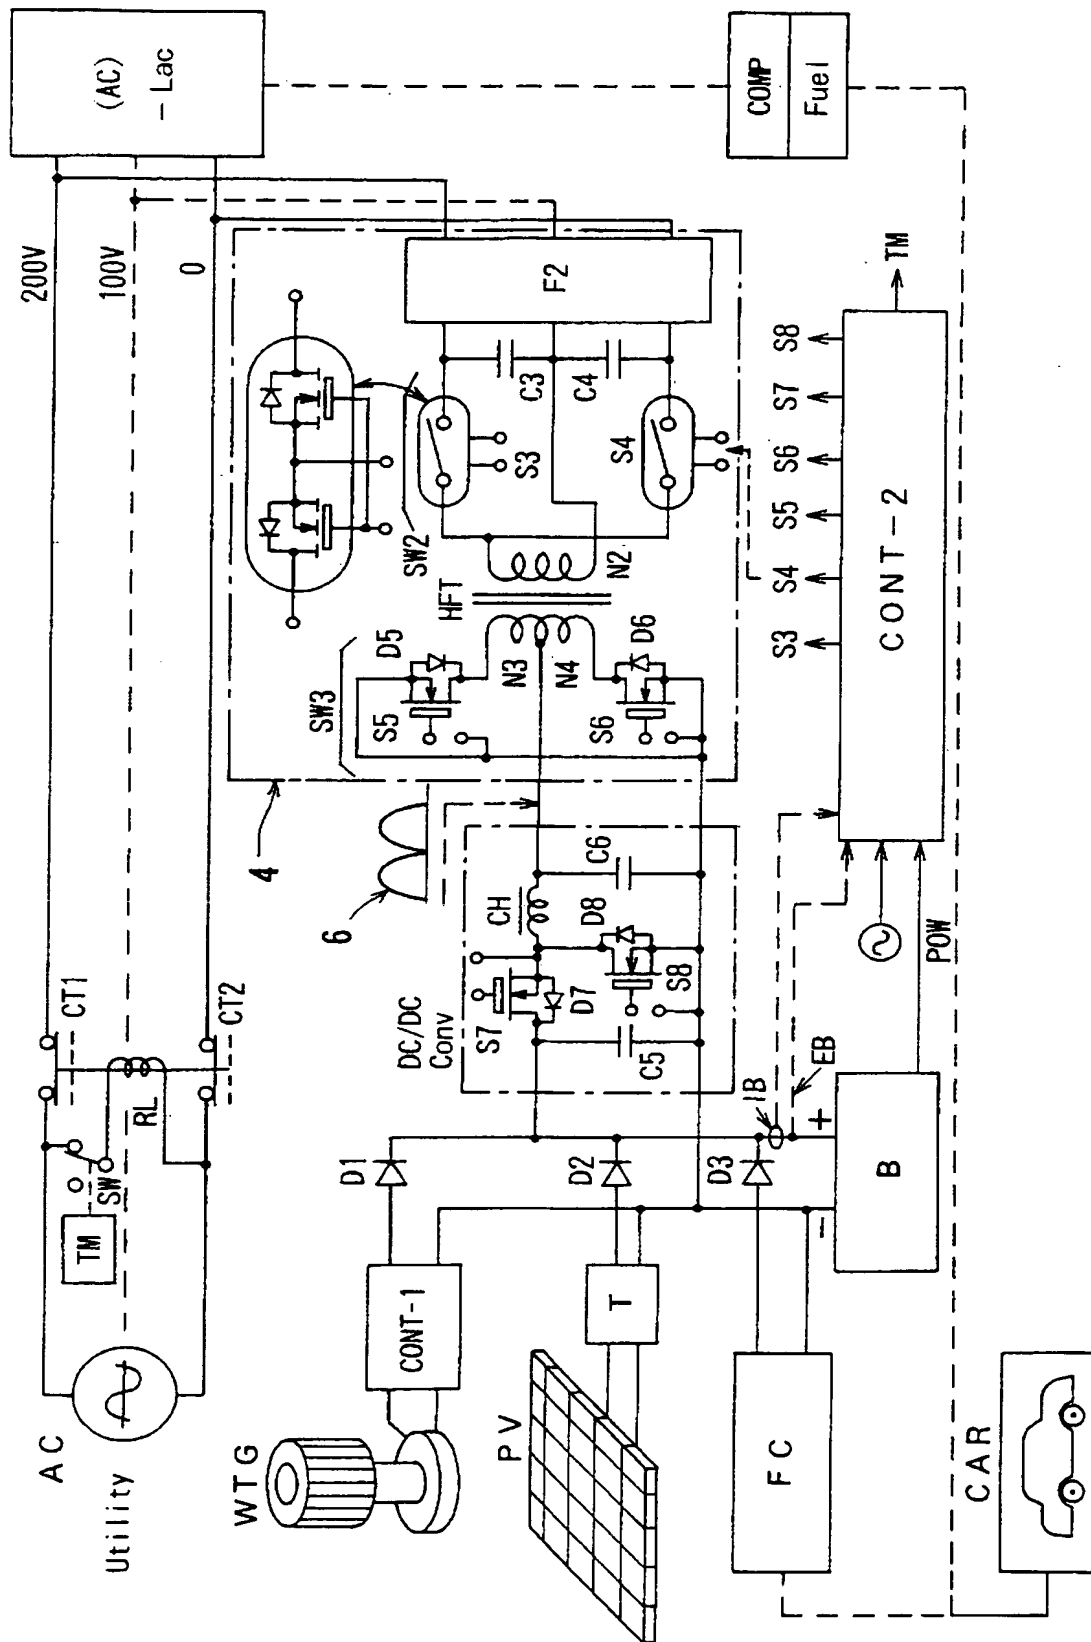 AC
Utility
TM
SW
RL
CT1
CT2
200V
100V
0
(AC)
- Lac
WTG
CONT-1
D1
PV
T
D2
FC
D3
CAR
B
+
-
IB
EB
POW
DC/DC
Conv
S7
D7
CH
D8
S8
C5
C6
6
4
SW3
S5
D5
N3
HFT
N4
D6
S6
N2
SW2
S3
S4
C3
C4
F2
S3
S4
S5
S6
S7
S8
CONT-2
TM
COMP
Fuel